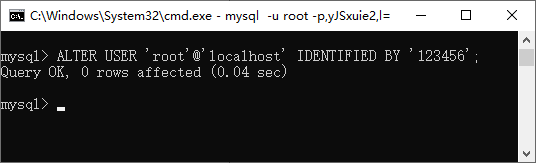 C:\Windows\System32\cmd.exe - mysql  -u root -p,yJSxuie2,l=
mysql> ALTER USER 'root'@'localhost' IDENTIFIED BY '123456';
Query OK, 0 rows affected (0.04 sec)
mysql>